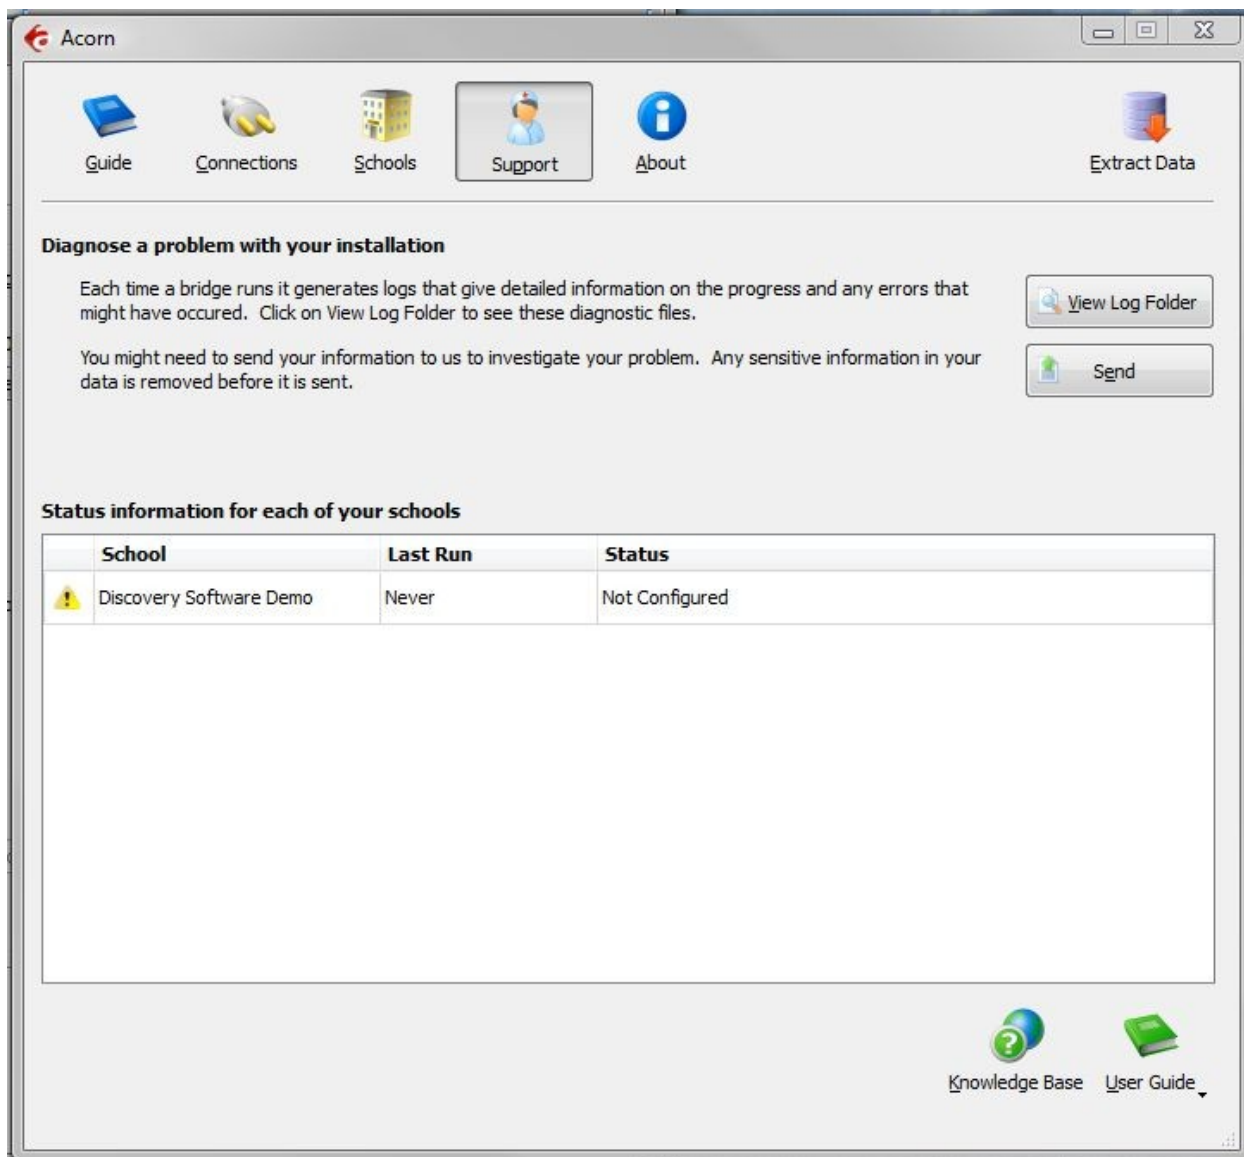 Acorn
Guide
Connections
Schools
Support
About
Extract Data
Diagnose a problem with your installation
Each time a bridge runs it generates logs that give detailed information on the progress and any errors that
might have occured.  Click on View Log Folder to see these diagnostic files.
View Log Folder
You might need to send your information to us to investigate your problem.  Any sensitive information in your
data is removed before it is sent.
Send
Status information for each of your schools
School Last Run Status
Discovery Software Demo Never Not Configured
Knowledge Base
User Guide